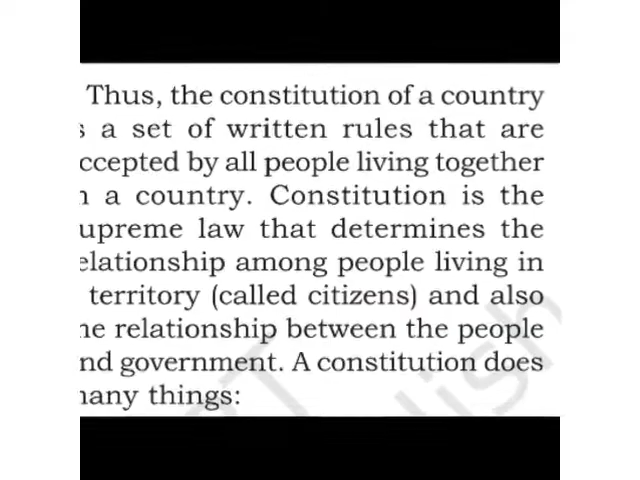 Thus, the constitution of a country
s a set of written rules that are
ccepted by all people living together
n a country. Constitution is the
upreme law that determines the
elationship among people living in
territory (called citizens) and also
he relationship between the people
nd government. A constitution does
many things: